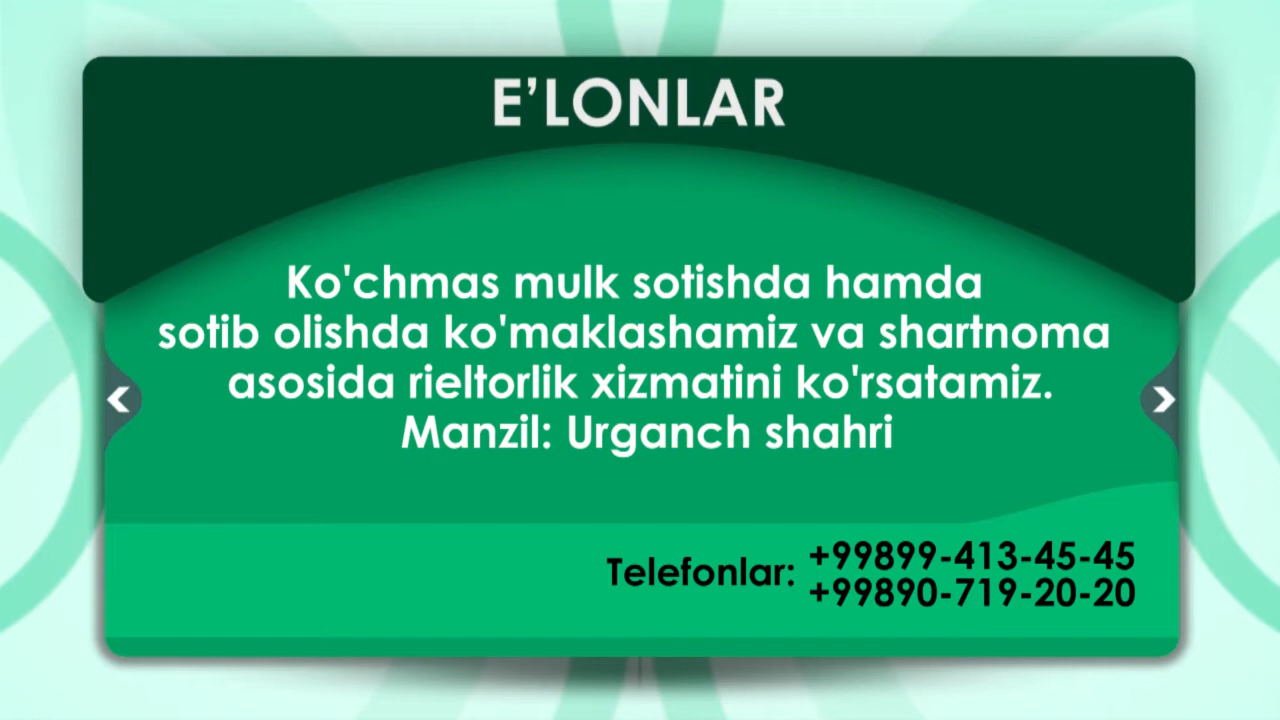 E’LONLAR
Ko'chmas mulk sotishda hamda
sotib olishda ko'maklashamiz va shartnoma
asosida rieltorlik xizmatini ko'rsatamiz.
Manzil: Urganch shahri
Telefonlar: +99899-413-45-45
+99890-719-20-20